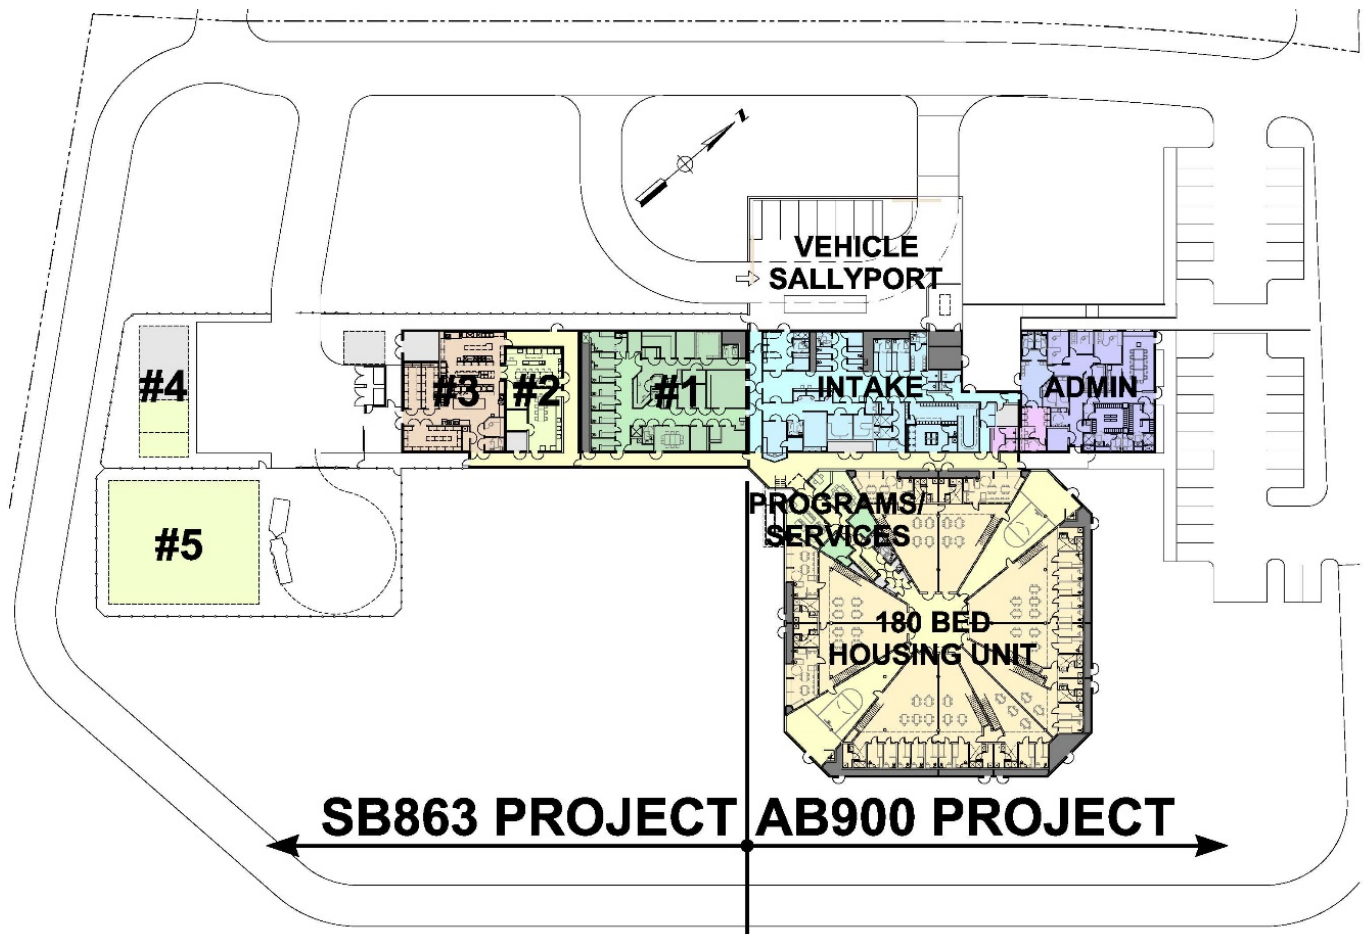 N
VEHICLE
SALLYPORT
#4
#3
#2
#1
INTAKE
ADMIN
#5
PROGRAMS/
SERVICES
180 BED
HOUSING UNIT
SB863 PROJECT
AB900 PROJECT